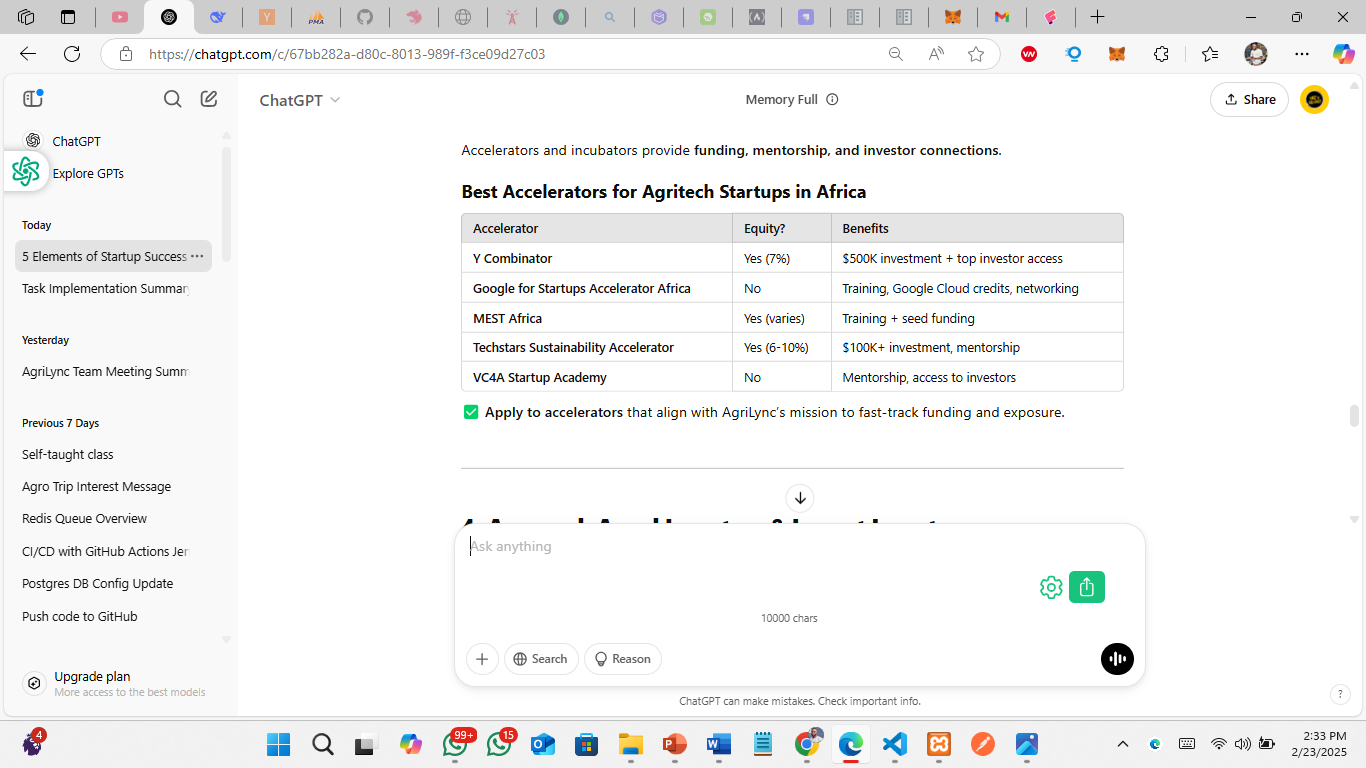 https://chatgpt.com/c/67bb282a-d80c-8013-989f-f3ce09d27c03
ChatGPT
Explore GPTs
Today
5 Elements of Startup Success
Task Implementation Summar
Yesterday
AgriLync Team Meeting Summ
Previous 7 Days
Self-taught class
Agro Trip Interest Message
Redis Queue Overview
CI/CD with GitHub Actions Jer
Postgres DB Config Update
Push code to GitHub
Upgrade plan
More access to the best models
ChatGPT
Memory Full
Share
Accelerators and incubators provide funding, mentorship, and investor connections.
Best Accelerators for Agritech Startups in Africa
Accelerator Equity? Benefits
Y Combinator Yes (7%) $500K investment + top investor access
Google for Startups Accelerator Africa No Training, Google Cloud credits, networking
MEST Africa Yes (varies) Training + seed funding
Techstars Sustainability Accelerator Yes (6-10%) $100K+ investment, mentorship
VC4A Startup Academy No Mentorship, access to investors
Apply to accelerators that align with AgriLync's mission to fast-track funding and exposure.
Ask anything
10000 chars
Search
Reason
ChatGPT can make mistakes. Check important info.
?
4
99+
15
2:33 PM
2/23/2025